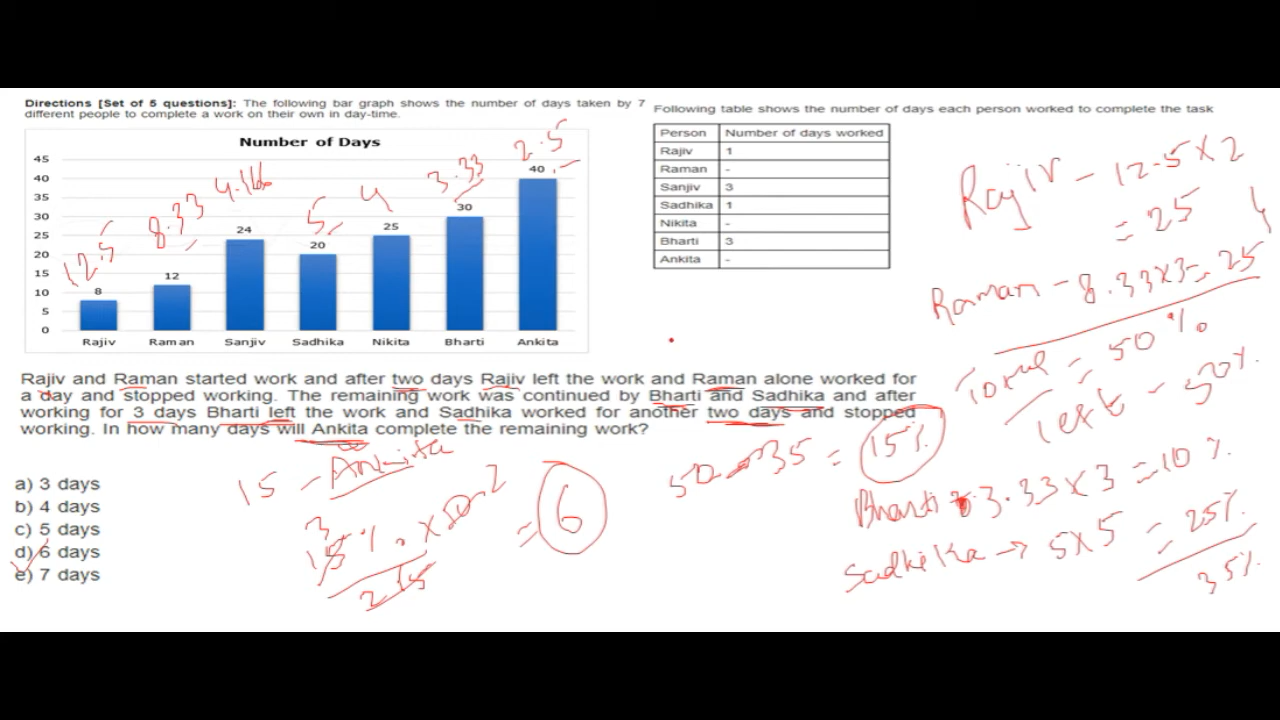 Directions [Set of 5 questions]: The following bar graph shows the number of days taken by 7
different people to complete a work on their own in day-time.
Number of Days
45
40
35
30
25
20
15
10
5
0
8
12
24
20
25
30
40
Rajiv Raman Sanjiv Sadhika Nikita Bharti Ankita
12.5
8.33
4.166
5
4
3.33
2.5
Following table shows the number of days each person worked to complete the task
Person Number of days worked
Rajiv 1
Raman -
Sanjiv 3
Sadhika 1
Nikita -
Bharti 3
Ankita -
Rajiv - 12.5 x 2
= 25
Raman - 8.33x3= 25
Total = 50%
Left - 50%
Rajiv and Raman started work and after two days Rajiv left the work and Raman alone worked for
a day and stopped working. The remaining work was continued by Bharti and Sadhika and after
working for 3 days Bharti left the work and Sadhika worked for another two days and stopped
working. In how many days will Ankita complete the remaining work?
a) 3 days
b) 4 days
c) 5 days
d) 6 days
e) 7 days
15 - Ankita
3
15%
2.5
= 6
50 - 35 = 15%
Bharti 3.33 x 3 = 10%
Sadhika → 5x5 = 25%
35%